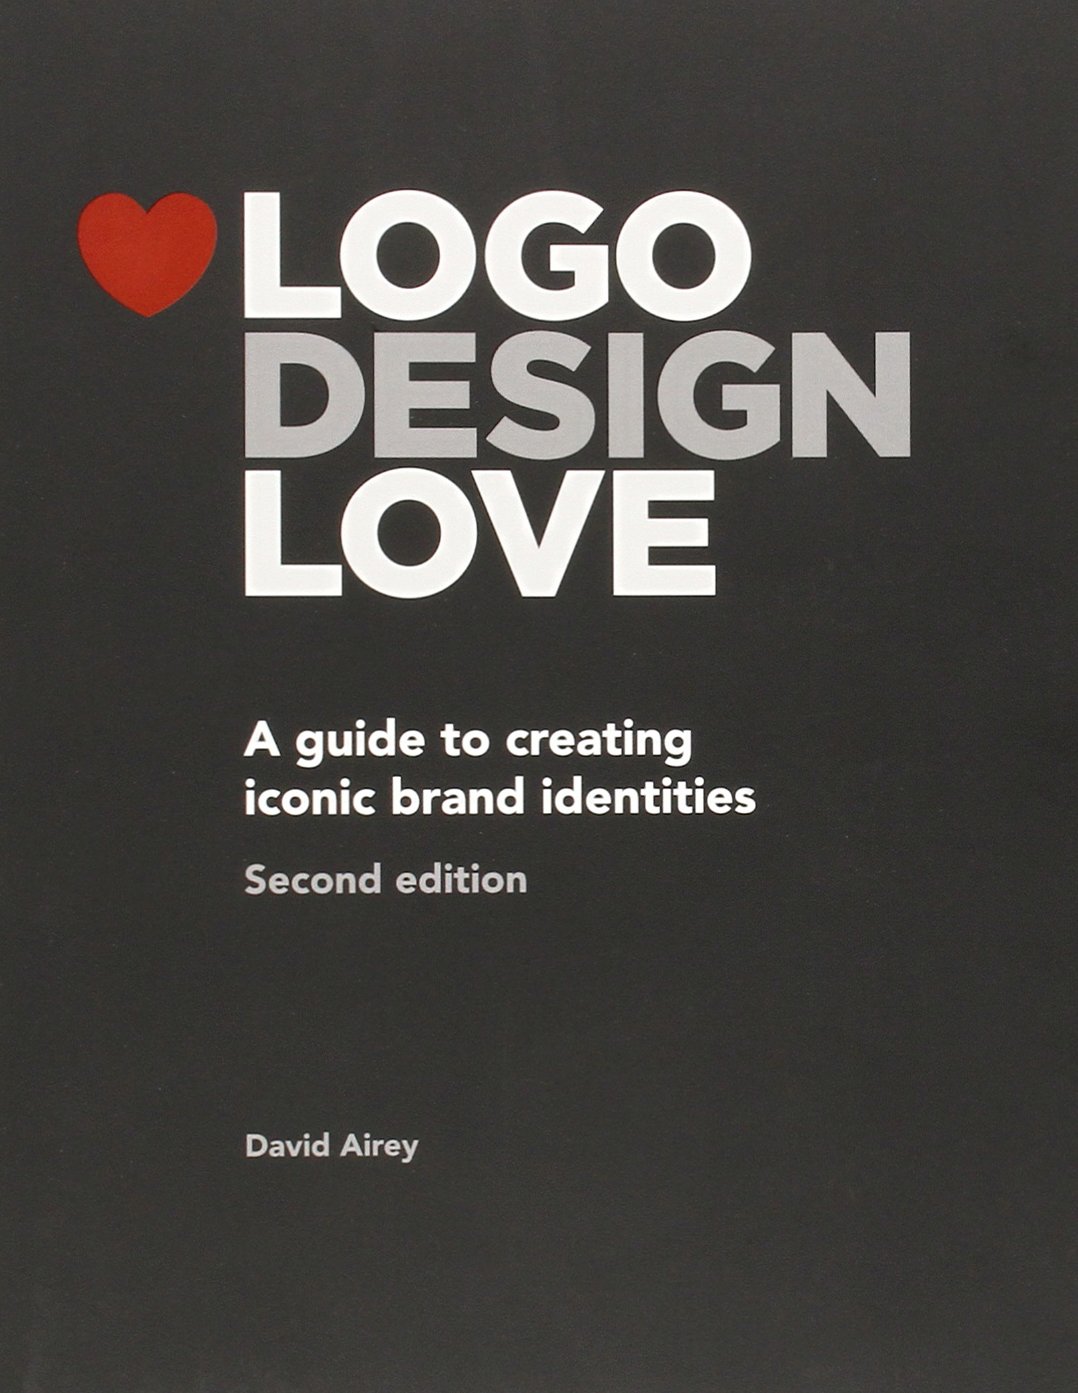 LOGO
DESIGN
LOVE
A guide to creating
iconic brand identities
Second edition
David Airey